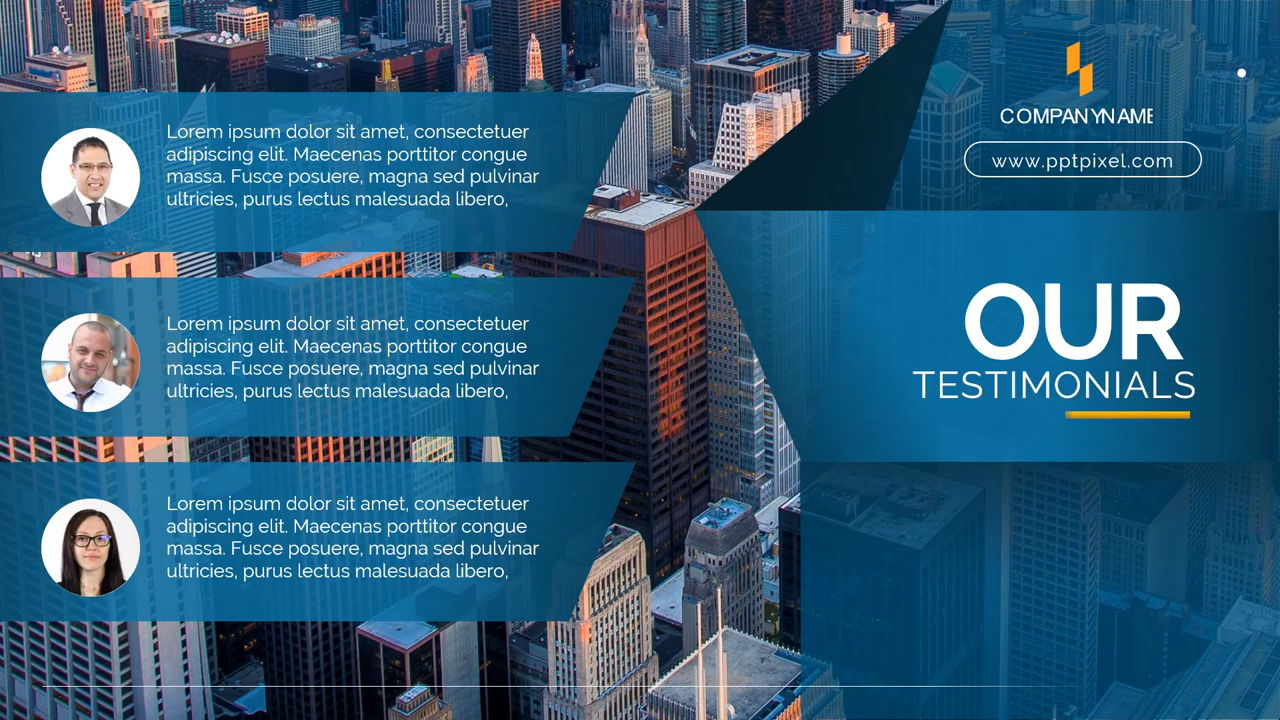 Lorem ipsum dolor sit amet, consectetuer
adipiscing elit. Maecenas porttitor congue
massa. Fusce posuere, magna sed pulvinar
ultricies, purus lectus malesuada libero,
Lorem ipsum dolor sit amet, consectetuer
adipiscing elit. Maecenas porttitor congue
massa. Fusce posuere, magna sed pulvinar
ultricies, purus lectus malesuada libero,
Lorem ipsum dolor sit amet, consectetuer
adipiscing elit. Maecenas porttitor congue
massa. Fusce posuere, magna sed pulvinar
ultricies, purus lectus malesuada libero,
COMPANYNAME
www.pptpixel.com
OUR
TESTIMONIALS